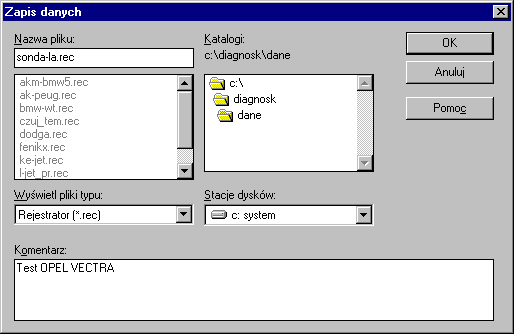 Zapis danych
Nazwa pliku:
sonda-la.rec
akm-bmw5.rec
ak-peug.rec
bmw-wt.rec
czuj_tem.rec
dodga.rec
fenikx.rec
ke-jet.rec
l-jet_pr.rec
Wyświetl pliki typu:
Rejestrator (*.rec)
Katalogi:
c:\diagnosk\dane
c:\
diagnosk
dane
Stacje dysków:
c: system
OK
Anuluj
Pomoc
Komentarz:
Test OPEL VECTRA